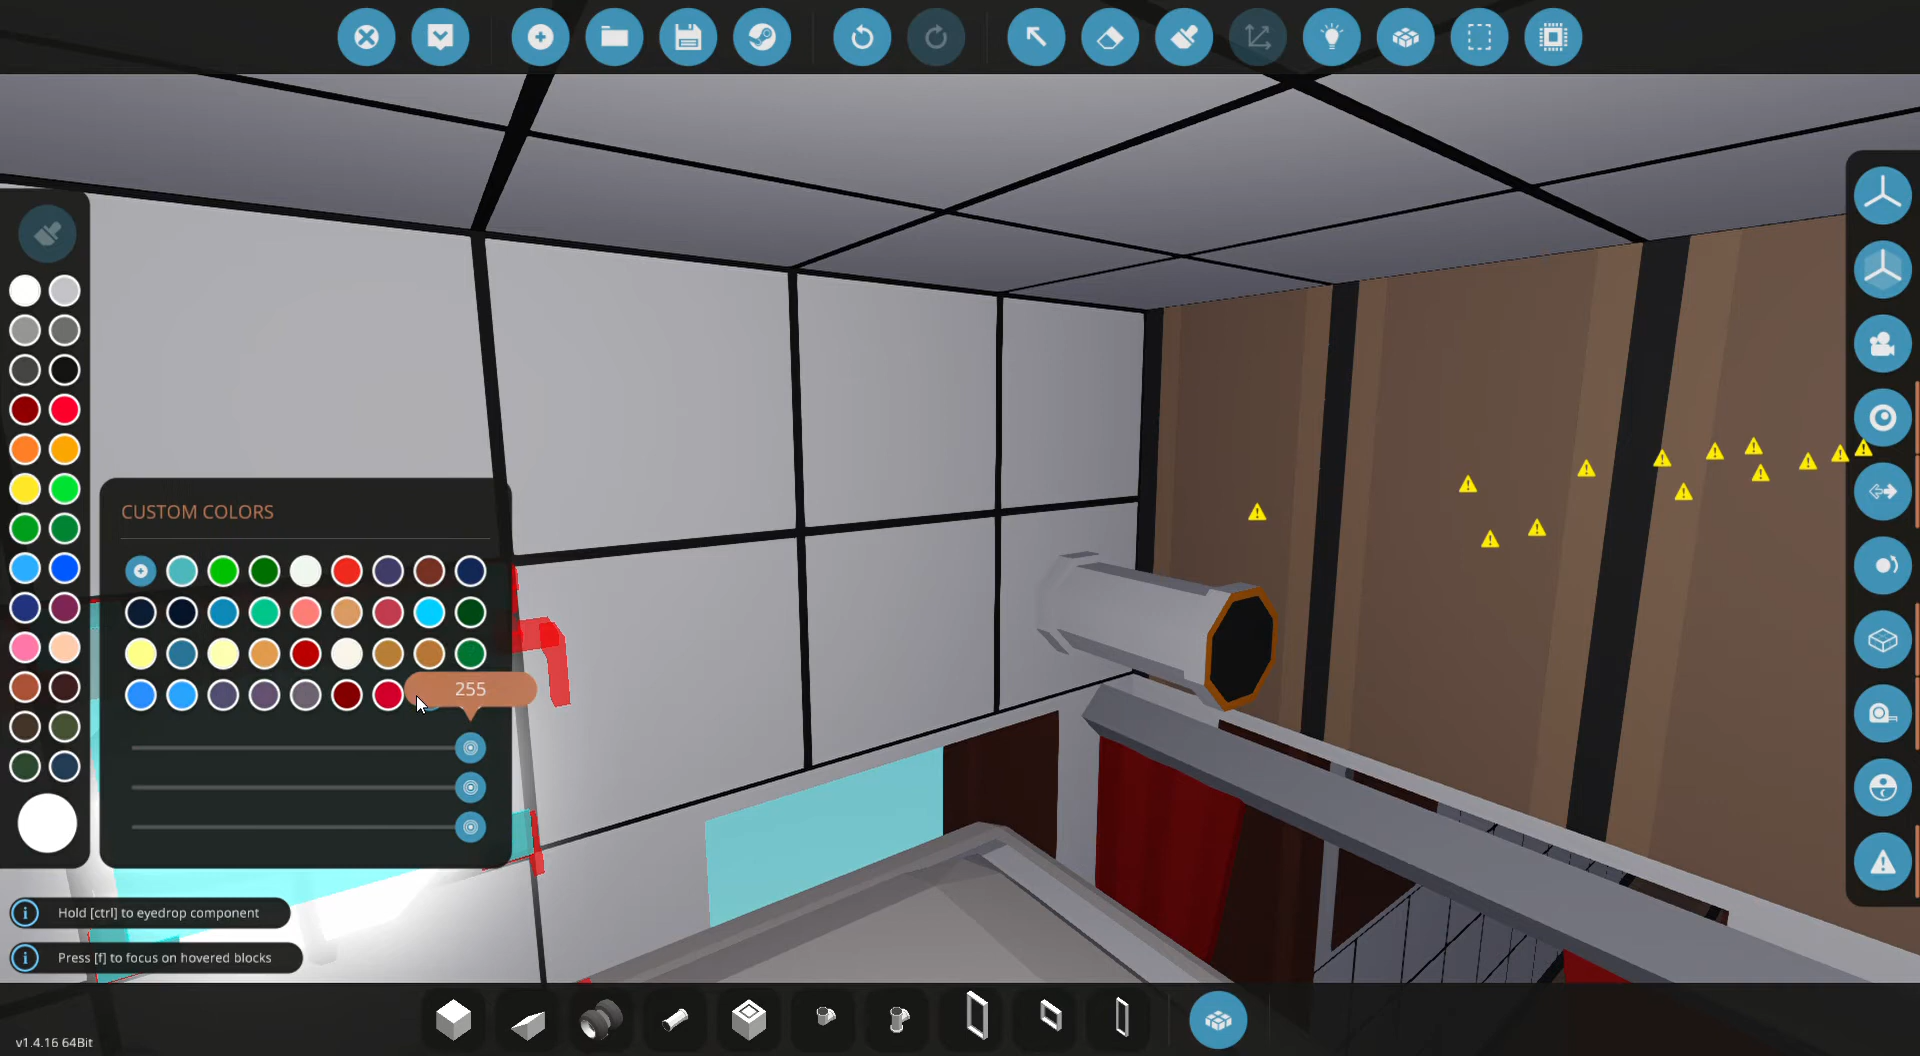 CUSTOM COLORS
255
Hold [ctrl] to eyedrop component
Press [f] to focus on hovered blocks
v1.4.16 64Bit